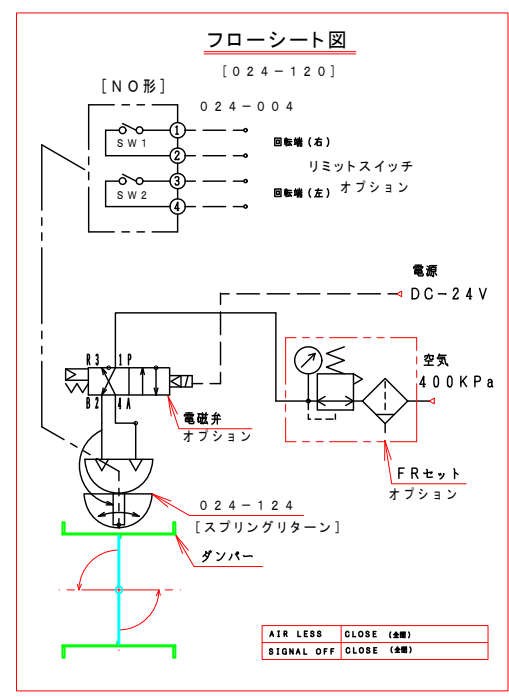 フローシート図
[024-120]
[NO形]
024-004
SW1
1
2
回転端(右)
リミットスイッチ
オプション
SW2
3
4
回転端(左)
電源
DC-24V
R3 1P
B2 4A
空気
400KPa
電磁弁
オプション
FRセット
オプション
024-124
[スプリングリターン]
ダンパー
AIR LESS CLOSE (全閉)
SIGNAL OFF CLOSE (全閉)